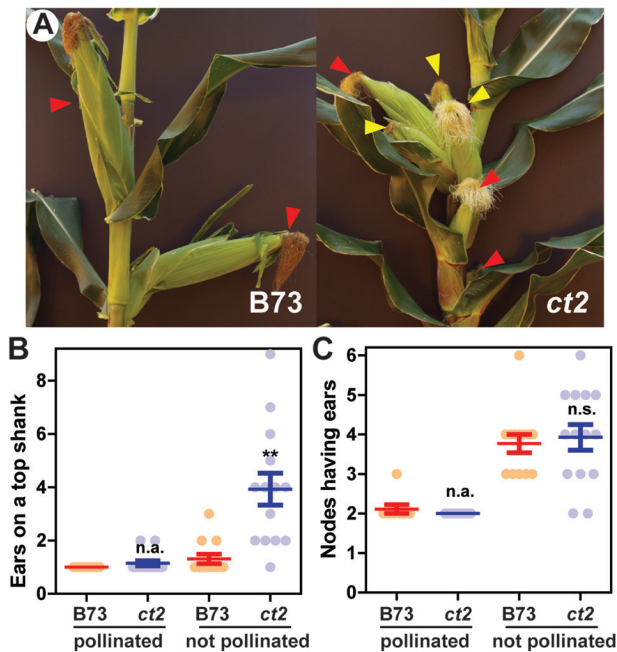 A
B73
ct2
B
Ears on a top shank
8
6
4
2
0
n.a.
**
B73
ct2
B73
ct2
pollinated
not pollinated
C
Nodes having ears
6
5
4
3
2
1
0
n.a.
n.s.
B73
ct2
B73
ct2
pollinated
not pollinated